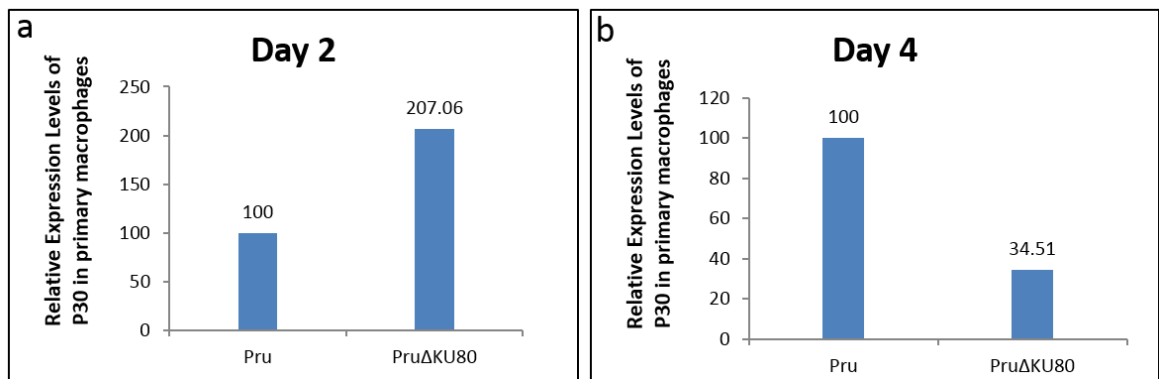 a
Day 2
Relative Expression Levels of
P30 in primary macrophages
250
200
150
100
50
0
100
207.06
Pru
PruΔKU80
b
Day 4
Relative Expression Levels of
P30 in primary macrophages
120
100
80
60
40
20
0
100
34.51
Pru
PruΔKU80